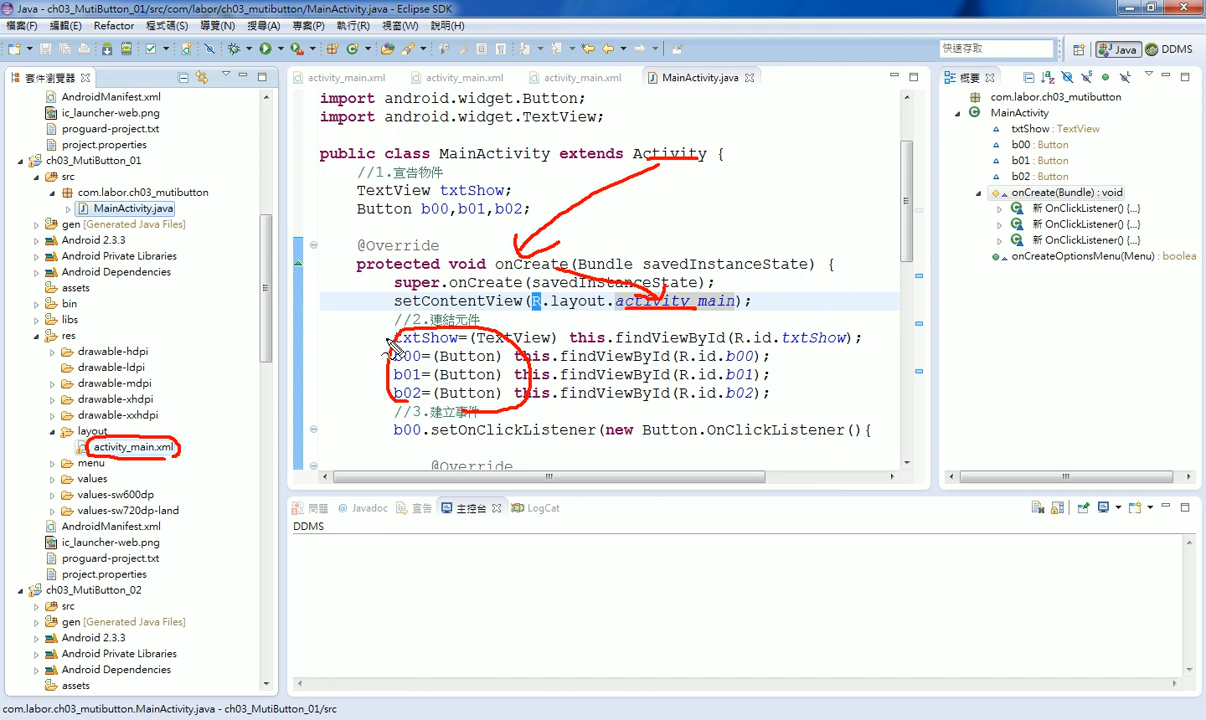 Java - ch03_MutiButton_01/src/com/labor/ch03_mutibutton/MainActivity.java - Eclipse SDK
檔案(F) 編輯(E) Refactor 程式碼(S) 導覽(N) 搜尋(A) 專案(P) 執行(R) 視窗(W) 說明(H)
快速存取
Java
DDMS
套件瀏覽器
AndroidManifest.xml
ic_launcher-web.png
proguard-project.txt
project.properties
ch03_MutiButton_01
src
com.labor.ch03_mutibutton
MainActivity.java
gen [Generated Java Files]
Android 2.3.3
Android Private Libraries
Android Dependencies
assets
bin
libs
res
drawable-hdpi
drawable-ldpi
drawable-mdpi
drawable-xhdpi
drawable-xxhdpi
layout
activity_main.xml
menu
values
values-sw600dp
values-sw720dp-land
AndroidManifest.xml
ic_launcher-web.png
proguard-project.txt
project.properties
ch03_MutiButton_02
src
gen [Generated Java Files]
Android 2.3.3
Android Private Libraries
Android Dependencies
assets
activity_main.xml activity_main.xml activity_main.xml MainActivity.java
import android.widget.Button;
import android.widget.TextView;
public class MainActivity extends Activity {
//1.宣告物件
TextView txtShow;
Button b00,b01,b02;
@Override
protected void onCreate(Bundle savedInstanceState) {
super.onCreate(savedInstanceState);
setContentView(R.layout.activity_main);
//2.連結元件
txtShow=(TextView) this.findViewById(R.id.txtShow);
b00=(Button) this.findViewById(R.id.b00);
b01=(Button) this.findViewById(R.id.b01);
b02=(Button) this.findViewById(R.id.b02);
//3.建立事件
b00.setOnClickListener(new Button.OnClickListener(){
@Override
概要
com.labor.ch03_mutibutton
MainActivity
txtShow : TextView
b00 : Button
b01 : Button
b02 : Button
onCreate(Bundle) : void
新 OnClickListener() {...}
新 OnClickListener() {...}
新 OnClickListener() {...}
onCreateOptionsMenu(Menu) : boolea
問題 Javadoc 宣告 主控台 LogCat
DDMS
com.labor.ch03_mutibutton.MainActivity.java - ch03_MutiButton_01/src